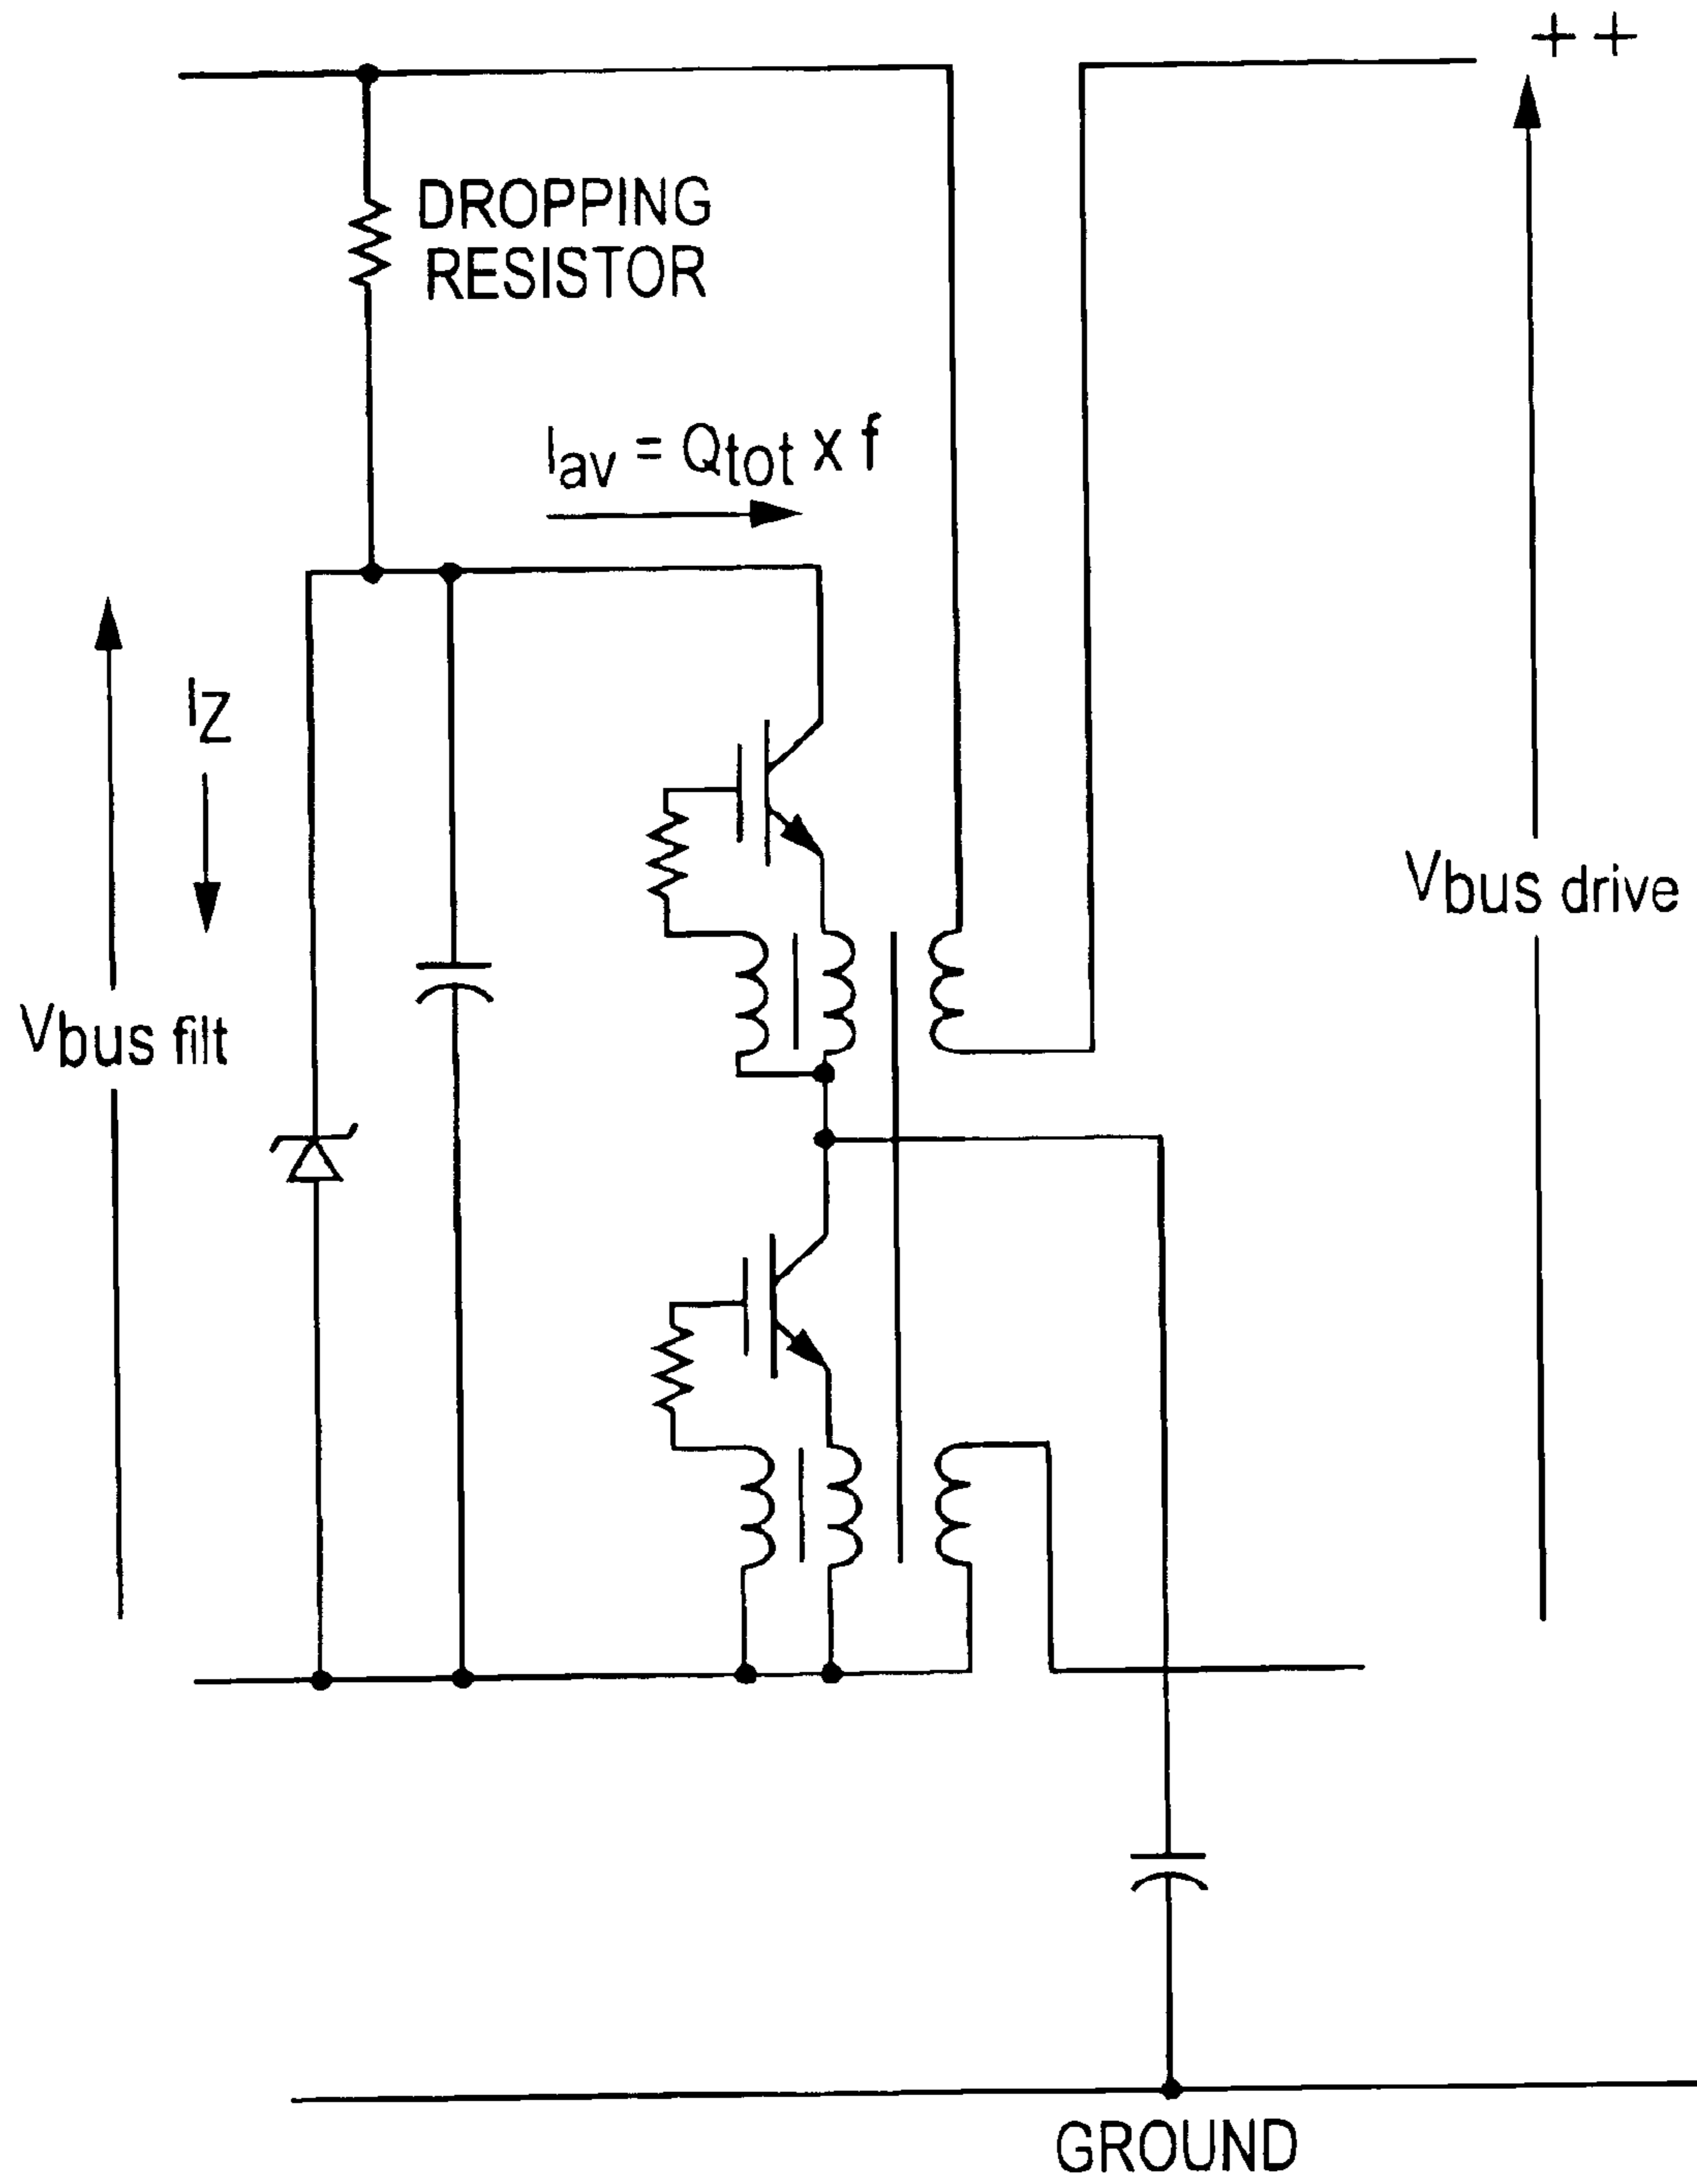 ++
DROPPING
RESISTOR
Iav = Qtot x f
IZ
Vbus drive
Vbus filt
GROUND